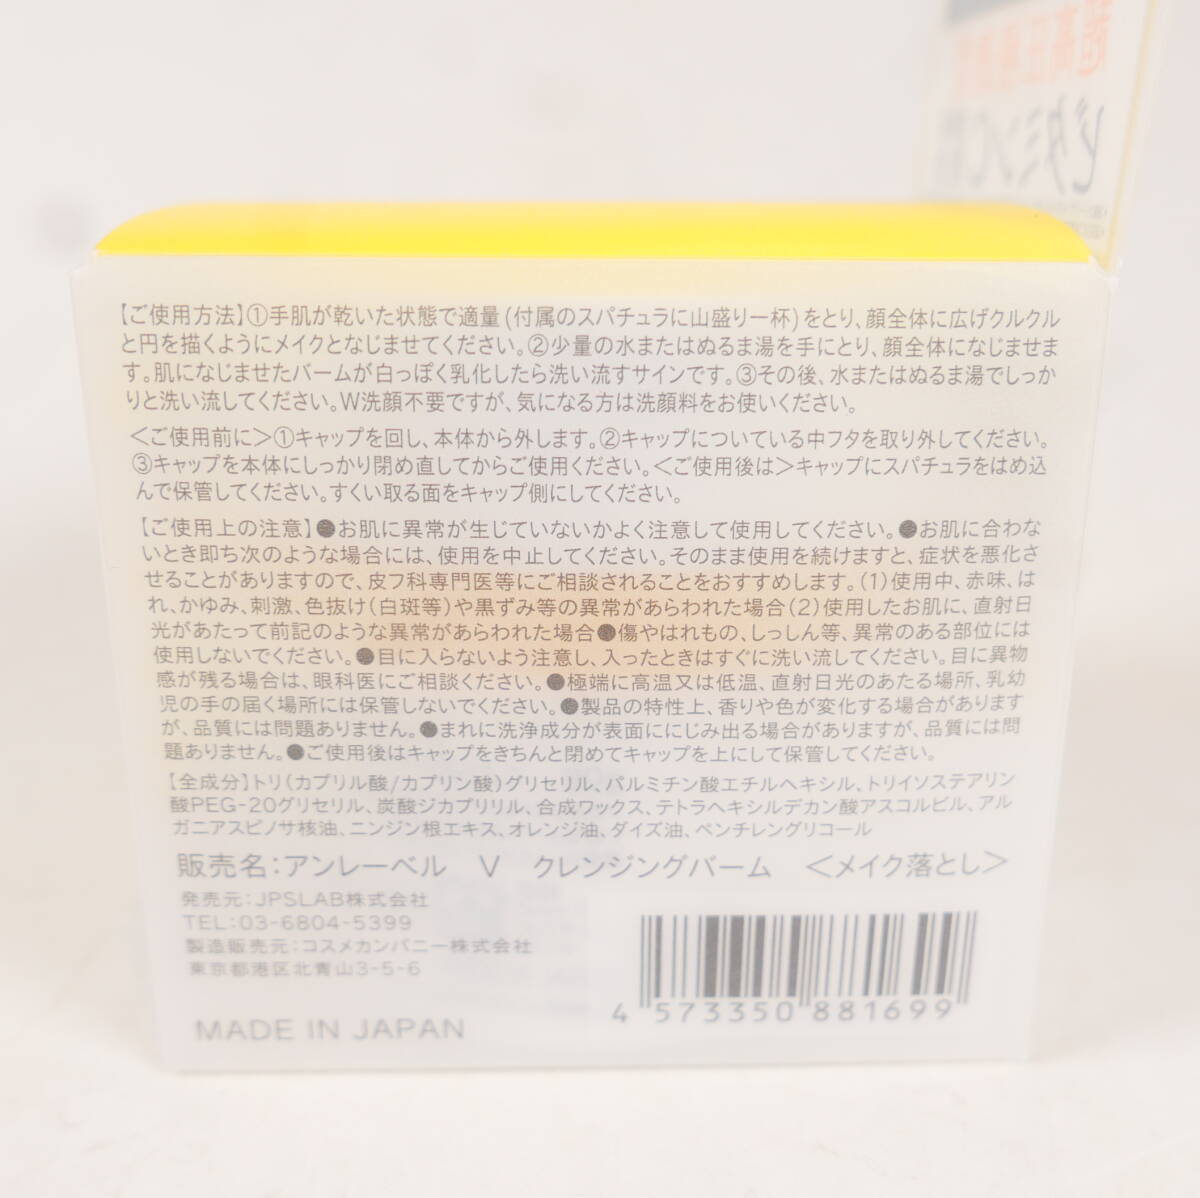 【ご使用方法】①手肌が乾いた状態で適量(付属のスパチュラに山盛り一杯)をとり、顔全体に広げクルクル
と円を描くようにメイクとなじませてください。②少量の水またはぬるま湯を手にとり、顔全体になじませま
す。肌になじませたバームが白っぽく乳化したら洗い流すサインです。③その後、水またはぬるま湯でしっか
りと洗い流してください。W洗顔不要ですが、気になる方は洗顔料をお使いください。
＜ご使用前に＞①キャップを回し、本体から外します。②キャップについている中フタを取り外してください。
③キャップを本体にしっかり閉め直してからご使用ください。＜ご使用後は＞キャップにスパチュラをはめ込
んで保管してください。すくい取る面をキャップ側にしてください。
【ご使用上の注意】●お肌に異常が生じていないかよく注意して使用してください。●お肌に合わな
いとき即ち次のような場合には、使用を中止してください。そのまま使用を続けますと、症状を悪化さ
せることがありますので、皮フ科専門医等にご相談されることをおすすめします。(1)使用中、赤味、は
れ、かゆみ、刺激、色抜け(白斑等)や黒ずみ等の異常があらわれた場合(2)使用したお肌に、直射日
光があたって前記のような異常があらわれた場合●傷やはれもの、しっしん等、異常のある部位には
使用しないでください。●目に入らないよう注意し、入ったときはすぐに洗い流してください。目に異物
感が残る場合は、眼科医にご相談ください。●極端に高温又は低温、直射日光のあたる場所、乳幼
児の手の届く場所には保管しないでください。●製品の特性上、香りや色が変化する場合があります
が、品質には問題ありません。●まれに洗浄成分が表面ににじみ出る場合がありますが、品質には問
題ありません。●ご使用後はキャップをきちんと閉めてキャップを上にして保管してください。
【全成分】トリ(カプリル酸/カプリン酸)グリセリル、パルミチン酸エチルヘキシル、トリイソステアリン
酸PEG-20グリセリル、炭酸ジカプリリル、合成ワックス、テトラヘキシルデカン酸アスコルビル、アル
ガニアスピノサ核油、ニンジン根エキス、オレンジ油、ダイズ油、ペンチレングリコール
販売名：アンレーベル　V　クレンジングバーム　＜メイク落とし＞
発売元：JPSLAB株式会社
TEL:03-6804-5399
製造販売元：コスメカンパニー株式会社
東京都港区北青山3-5-6
MADE IN JAPAN
4 573350 881699
ビタミンC